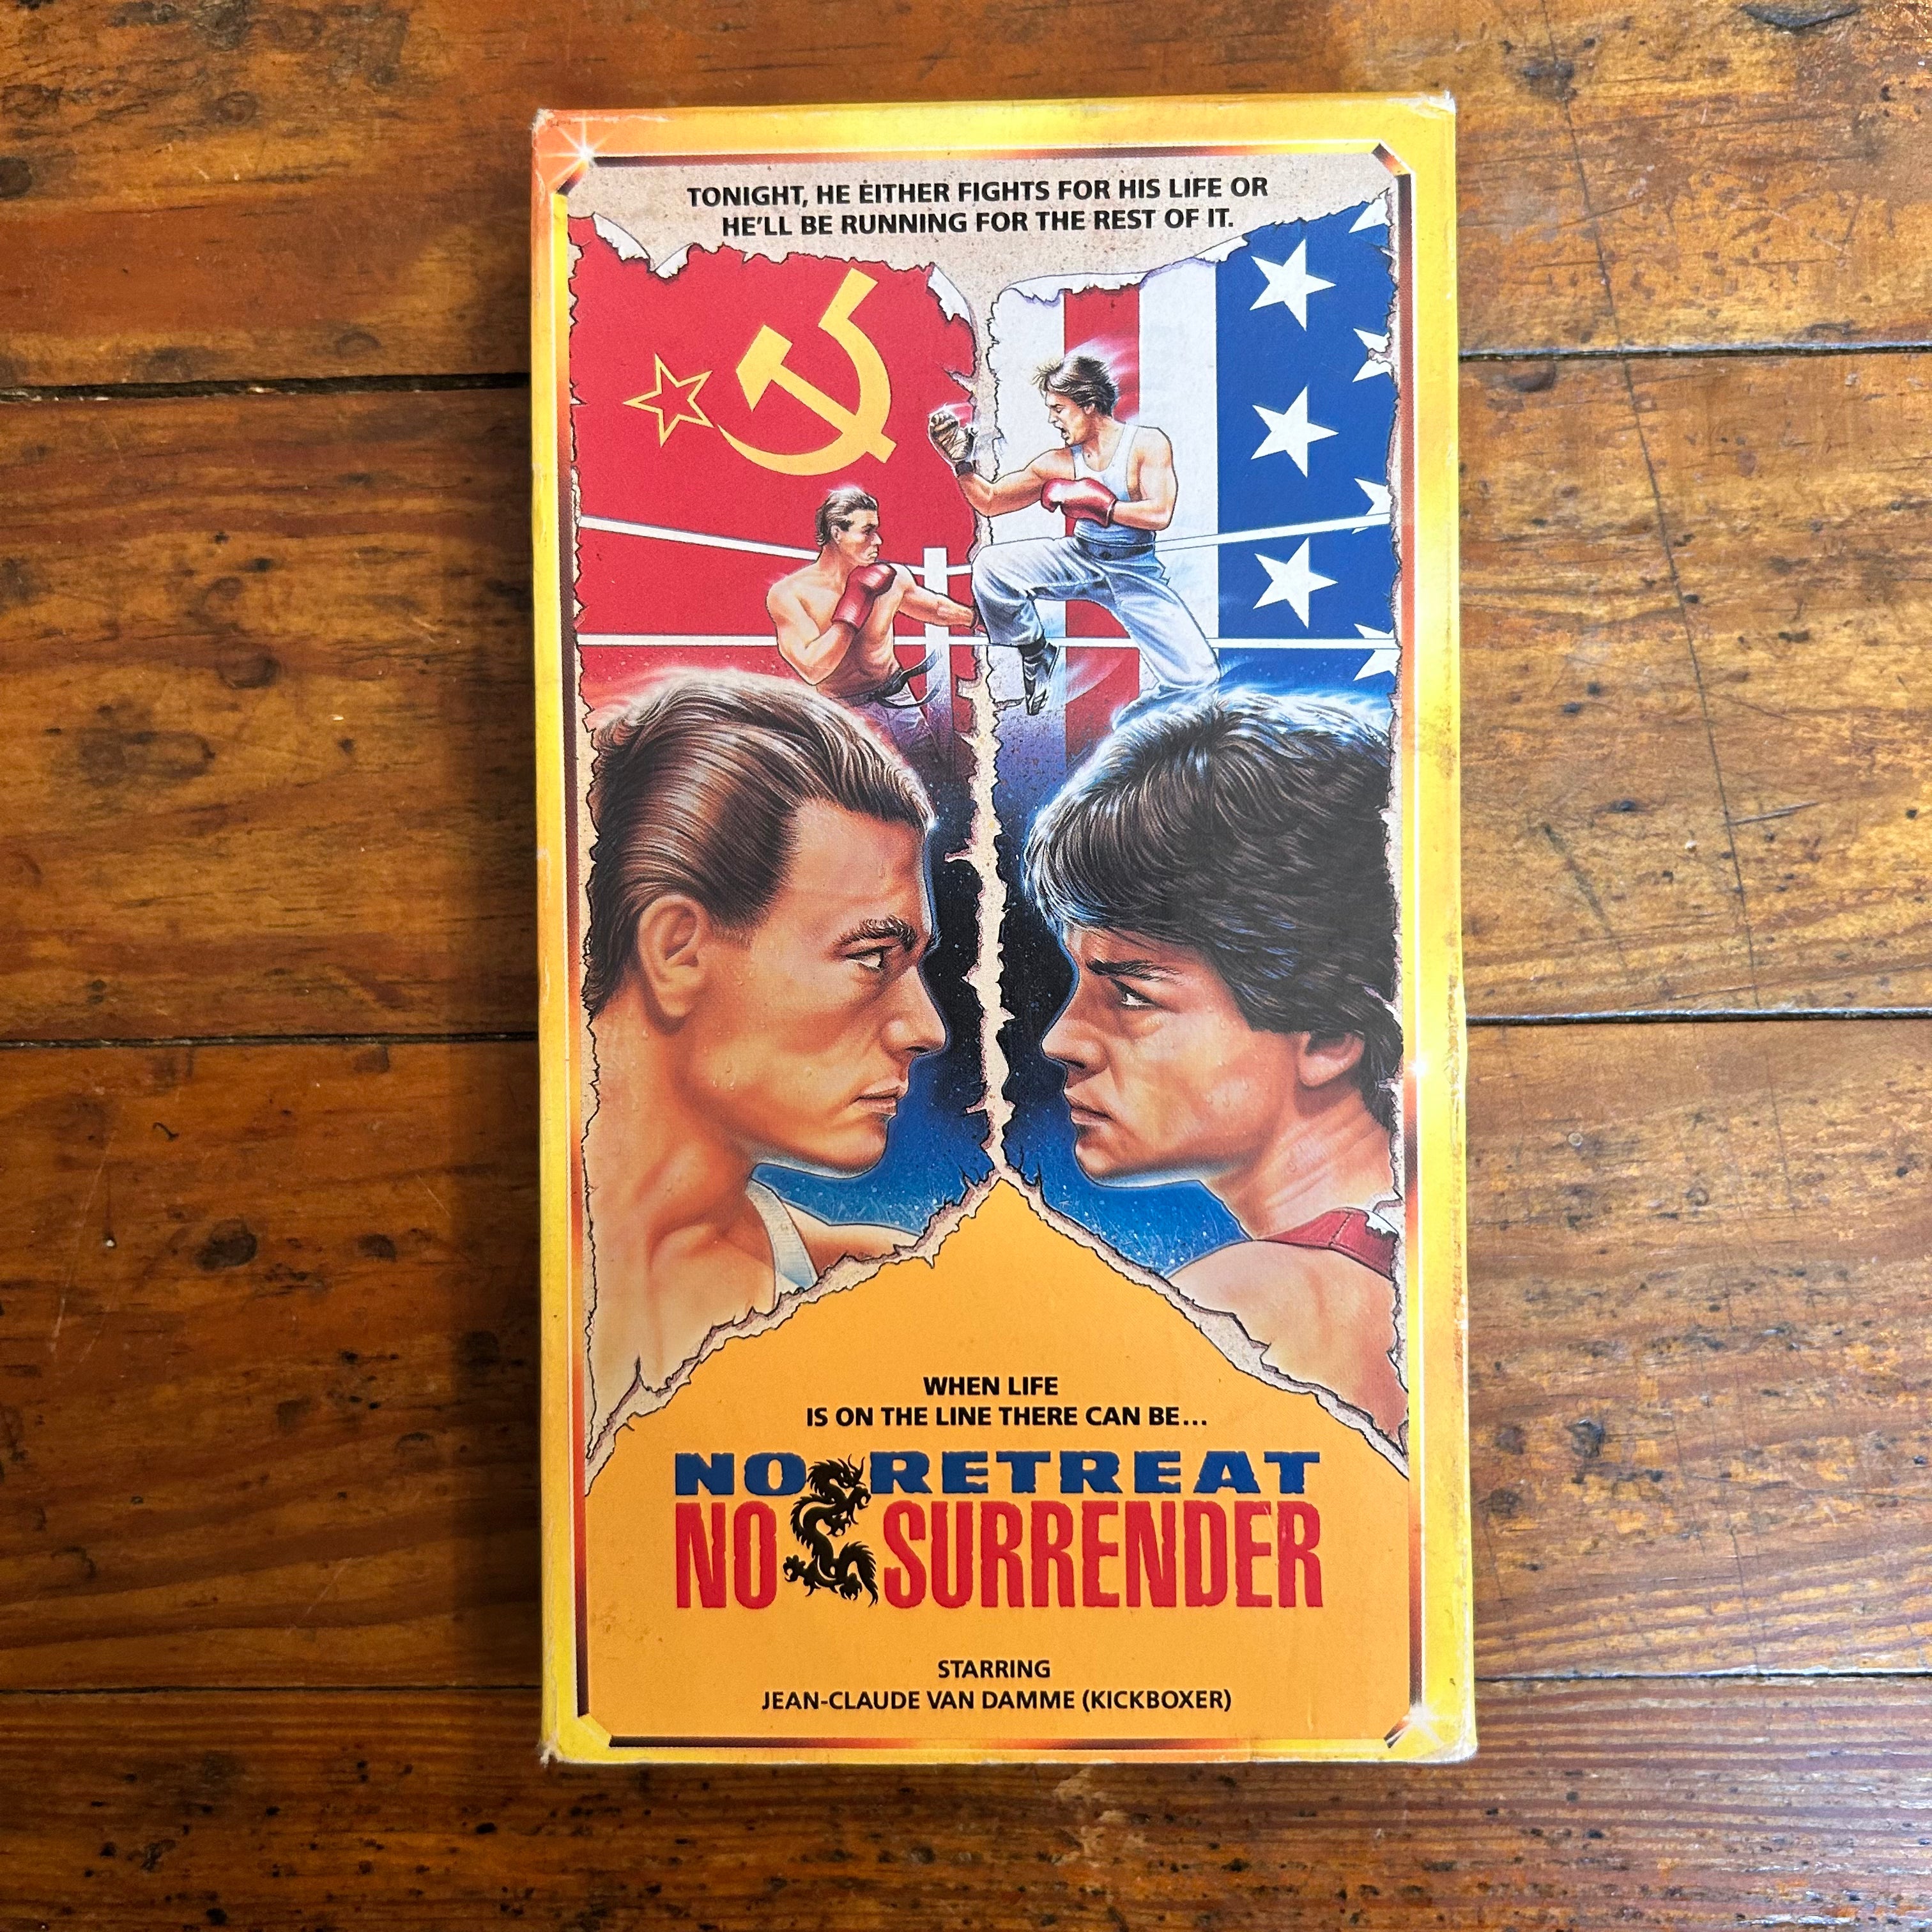 TONIGHT, HE EITHER FIGHTS FOR HIS LIFE OR
HE'LL BE RUNNING FOR THE REST OF IT.
WHEN LIFE
IS ON THE LINE THERE CAN BE...
NO RETREAT
NO SURRENDER
STARRING
JEAN-CLAUDE VAN DAMME (KICKBOXER)